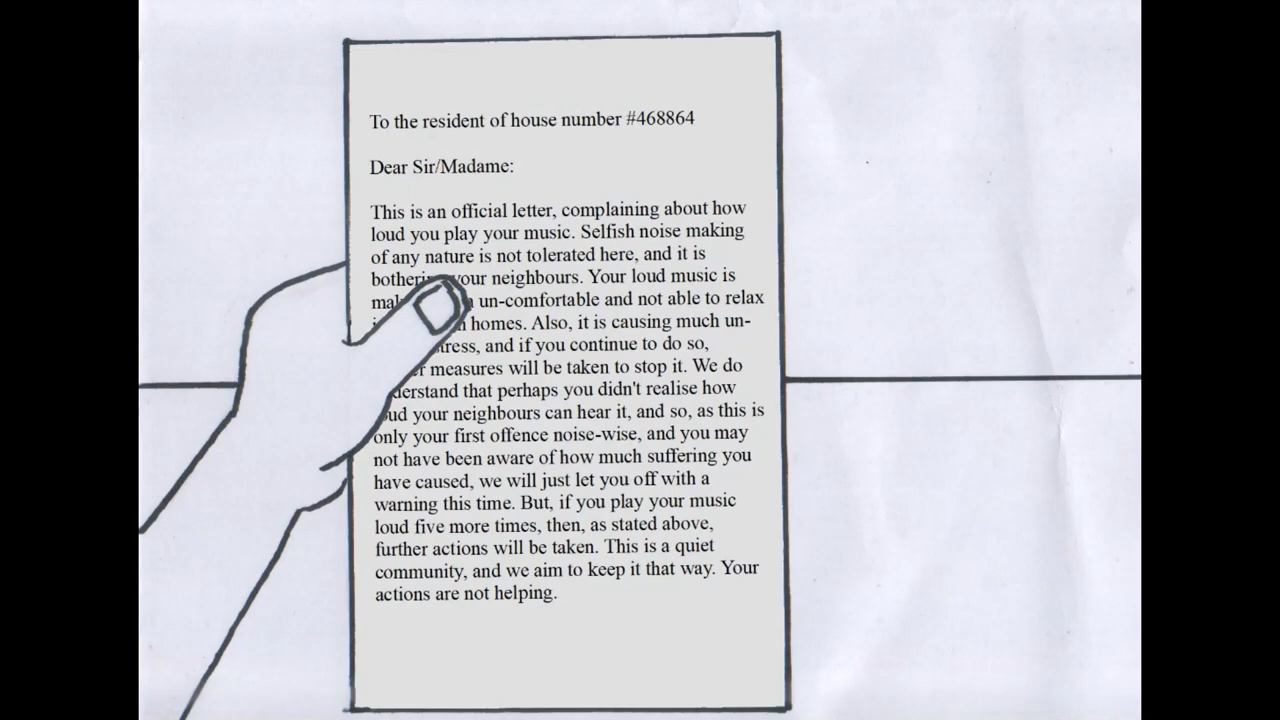 To the resident of house number #468864
Dear Sir/Madame:
This is an official letter, complaining about how
loud you play your music. Selfish noise making
of any nature is not tolerated here, and it is
your neighbours. Your loud music is
un-comfortable and not able to relax
homes. Also, it is causing much un-
and if you continue to do so,
measures will be taken to stop it. We do
that perhaps you didn't realise how
your neighbours can hear it, and so, as this is
only your first offence noise-wise, and you may
not have been aware of how much suffering you
have caused, we will just let you off with a
warning this time. But, if you play your music
loud five more times, then, as stated above,
further actions will be taken. This is a quiet
community, and we aim to keep it that way. Your
actions are not helping.